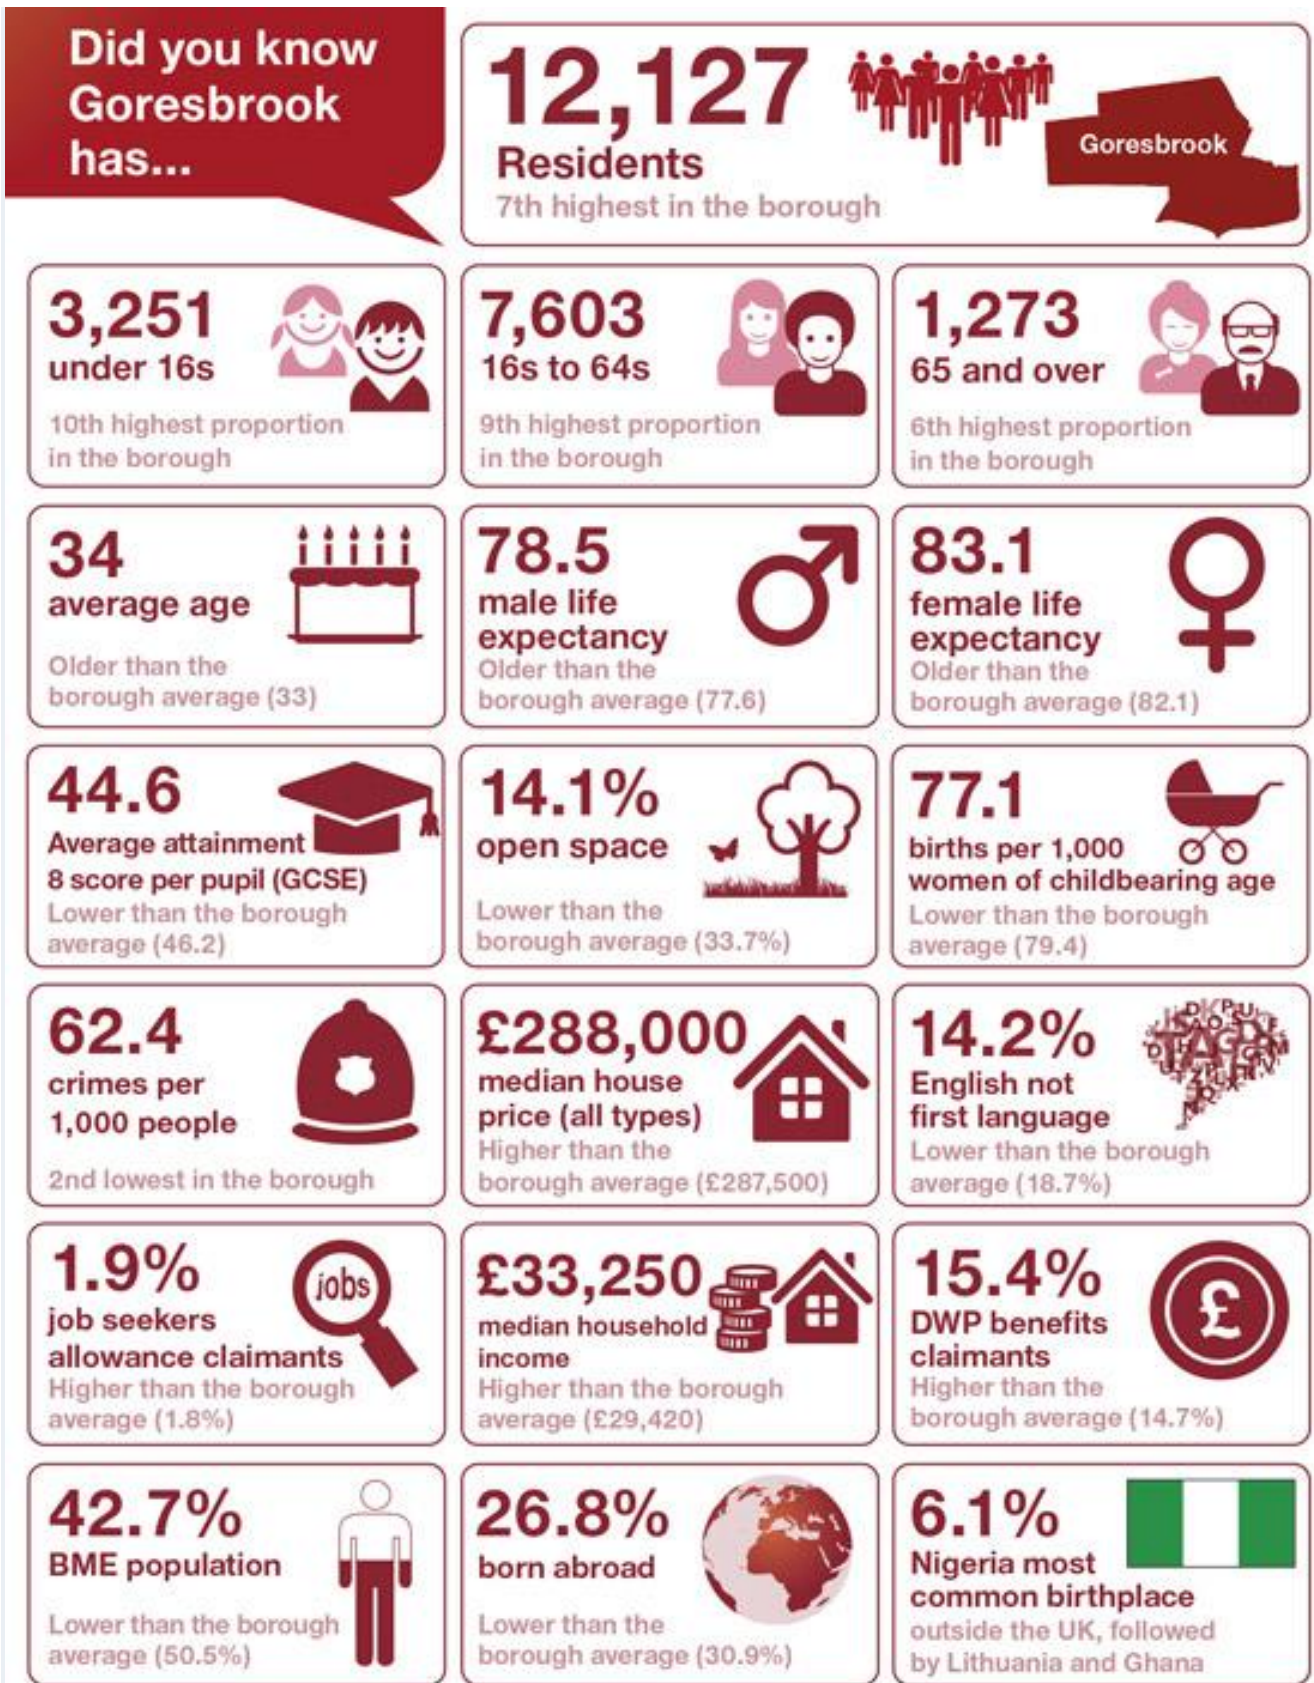 Did you know
Goresbrook
has...
12,127
Residents
7th highest in the borough
Goresbrook
3,251
under 16s
10th highest proportion
in the borough
7,603
16s to 64s
9th highest proportion
in the borough
1,273
65 and over
6th highest proportion
in the borough
34
average age
Older than the
borough average (33)
78.5
male life
expectancy
Older than the
borough average (77.6)
83.1
female life
expectancy
Older than the
borough average (82.1)
44.6
Average attainment
8 score per pupil (GCSE)
Lower than the borough
average (46.2)
14.1%
open space
Lower than the
borough average (33.7%)
77.1
births per 1,000
women of childbearing age
Lower than the borough
average (79.4)
62.4
crimes per
1,000 people
2nd lowest in the borough
£288,000
median house
price (all types)
Higher than the
borough average (£287,500)
14.2%
English not
first language
Lower than the borough
average (18.7%)
1.9%
job seekers
allowance claimants
Higher than the borough
average (1.8%)
jobs
£33,250
median household
income
Higher than the borough
average (£29,420)
15.4%
DWP benefits
claimants
Higher than the
borough average (14.7%)
£
42.7%
BME population
Lower than the borough
average (50.5%)
26.8%
born abroad
Lower than the
borough average (30.9%)
6.1%
Nigeria most
common birthplace
outside the UK, followed
by Lithuania and Ghana